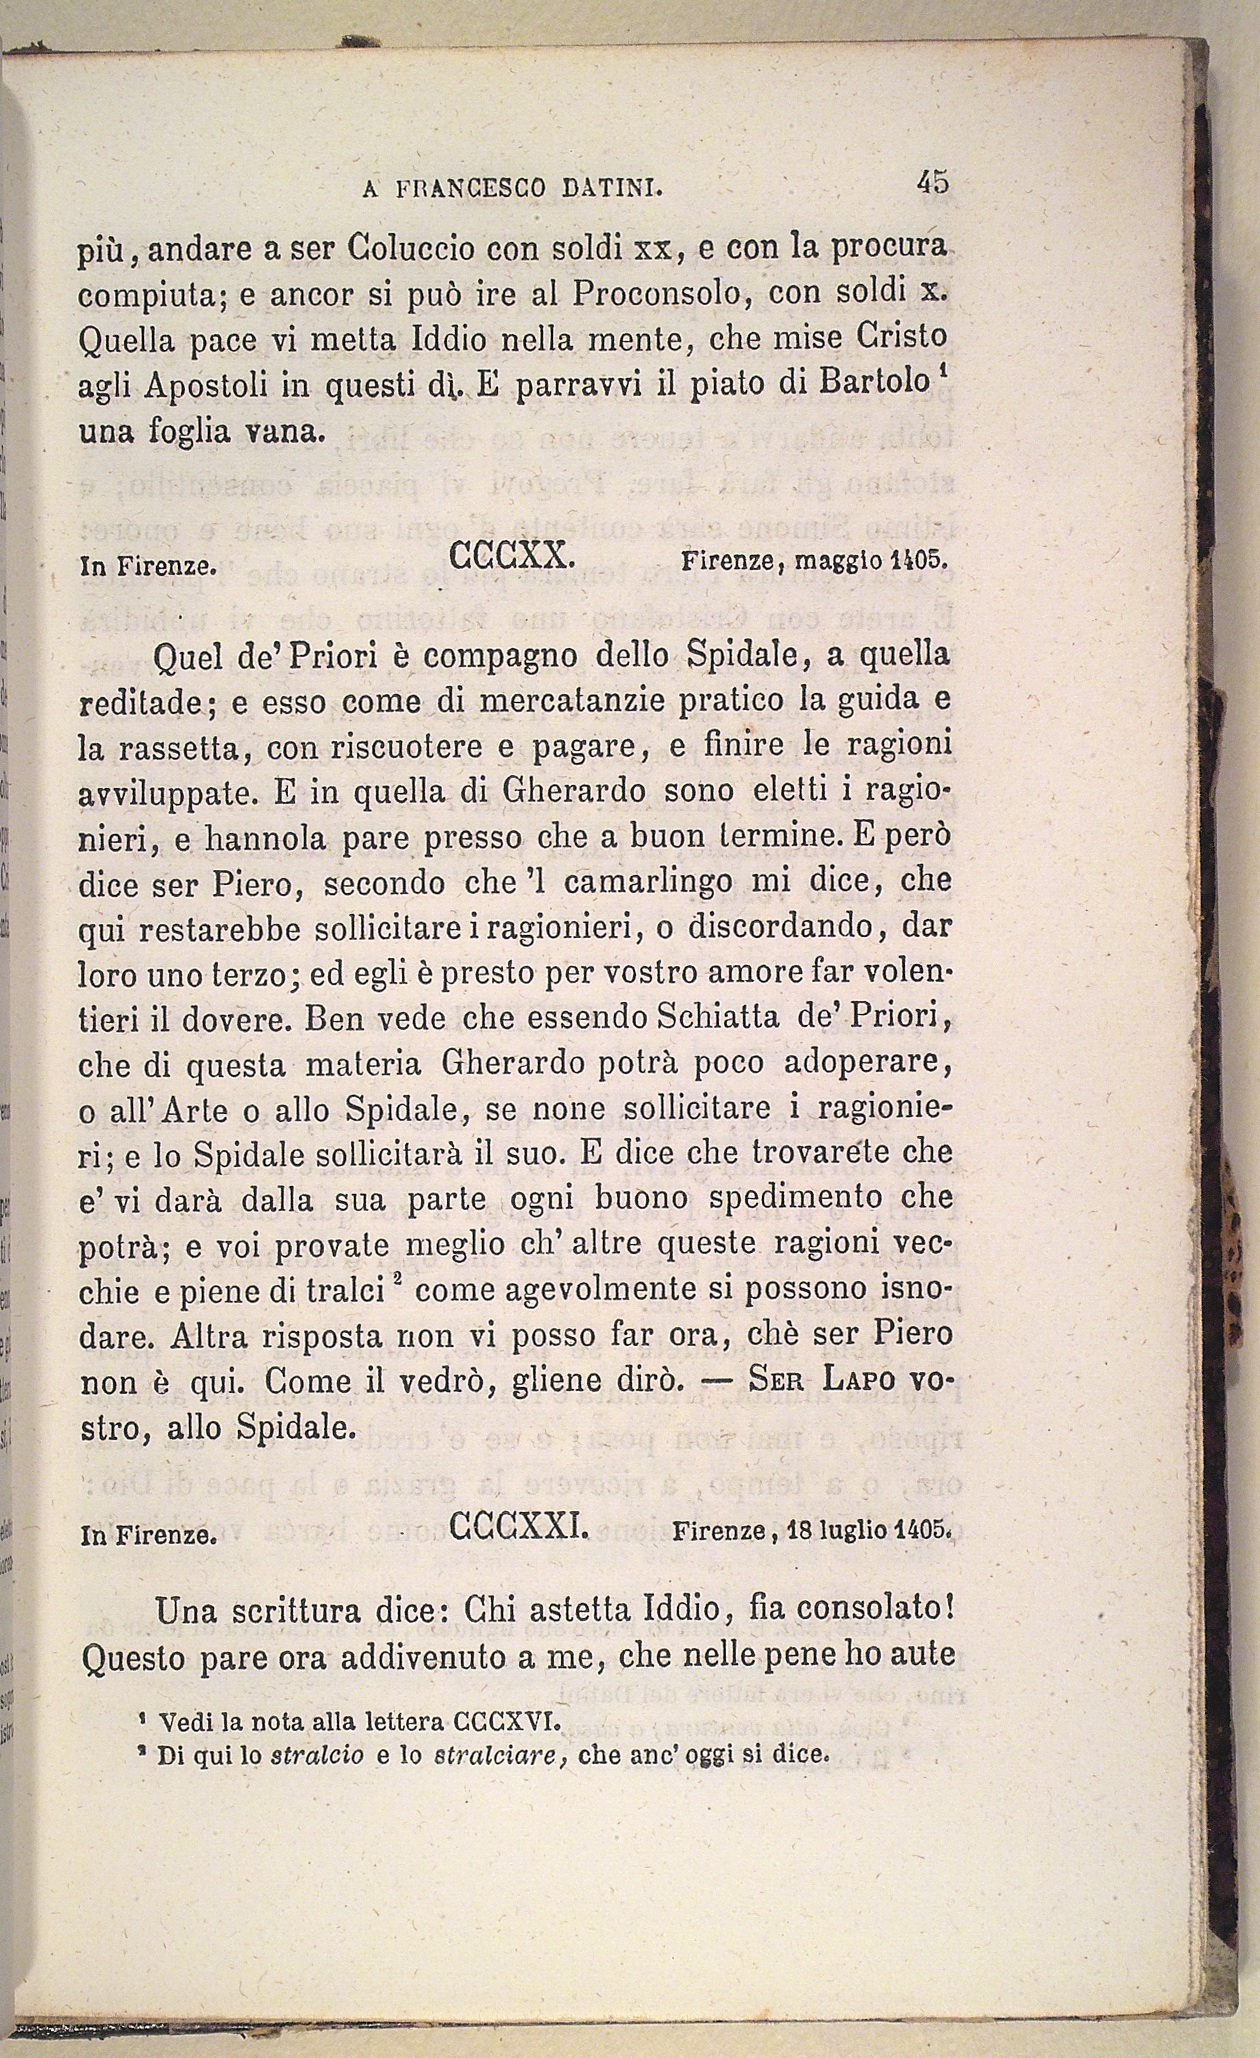 A FRANCESCO DATINI. 45
più, andare a ser Coluccio con soldi xx, e con la procura
compiuta; e ancor si può ire al Proconsolo, con soldi x.
Quella pace vi metta Iddio nella mente, che mise Cristo
agli Apostoli in questi dì. E parravvi il piato di Bartolo ¹
una foglia vana.
In Firenze. CCCXX. Firenze, maggio 1405.
Quel de' Priori è compagno dello Spidale, a quella
reditade; e esso come di mercatanzie pratico la guida e
la rassetta, con riscuotere e pagare, e finire le ragioni
avviluppate. E in quella di Gherardo sono eletti i ragio-
nieri, e hannola pare presso che a buon termine. E però
dice ser Piero, secondo che 'l camarlingo mi dice, che
qui restarebbe sollicitare i ragionieri, o discordando, dar
loro uno terzo; ed egli è presto per vostro amore far volen-
tieri il dovere. Ben vede che essendo Schiatta de' Priori,
che di questa materia Gherardo potrà poco adoperare,
o all' Arte o allo Spidale, se none sollicitare i ragionie-
ri; e lo Spidale sollicitarà il suo. E dice che trovarete che
e' vi darà dalla sua parte ogni buono spedimento che
potrà; e voi provate meglio ch' altre queste ragioni vec-
chie e piene di tralci ² come agevolmente si possono isno-
dare. Altra risposta non vi posso far ora, chè ser Piero
non è qui. Come il vedrò, gliene dirò. — SER LAPO vo-
stro, allo Spidale.
In Firenze. CCCXXI. Firenze, 18 luglio 1405.
Una scrittura dice: Chi astetta Iddio, fia consolato!
Questo pare ora addivenuto a me, che nelle pene ho aute
¹ Vedi la nota alla lettera CCCXVI.
² Di qui lo stralcio e lo stralciare, che anc' oggi si dice.